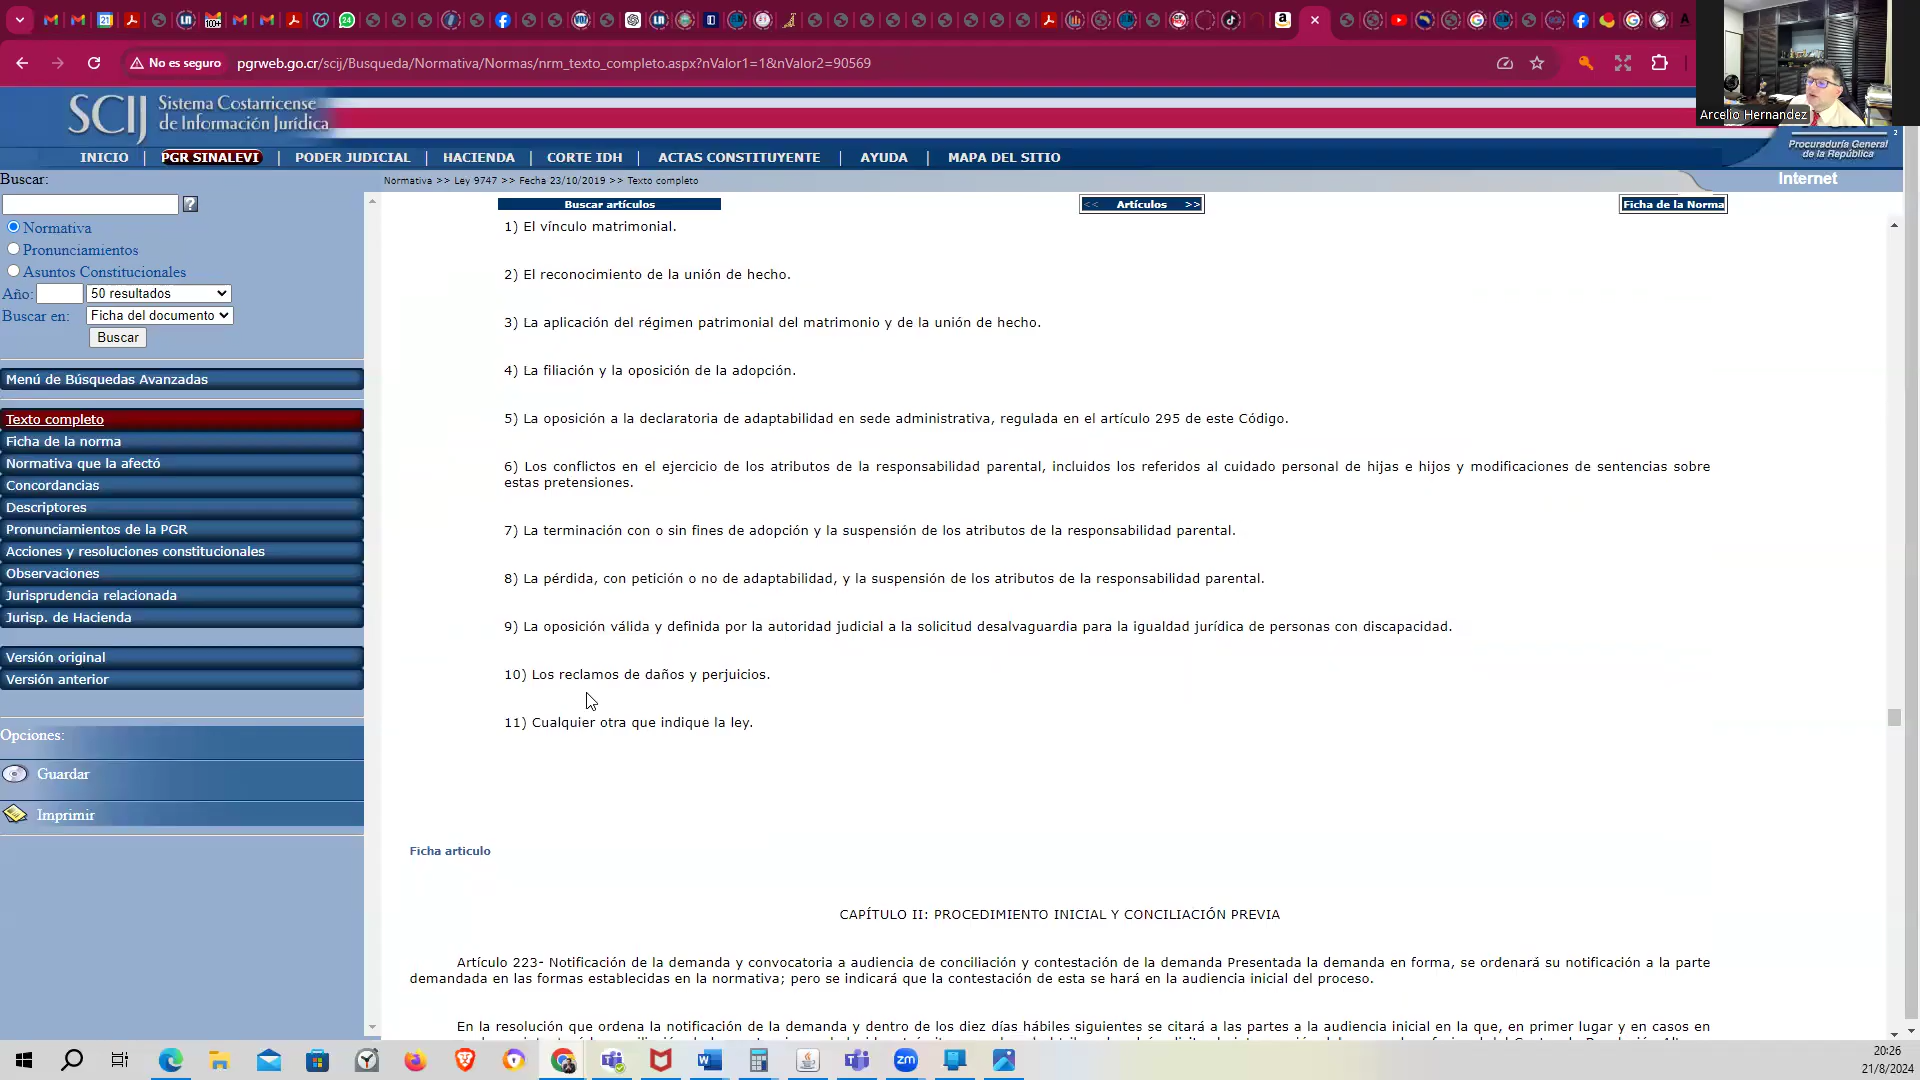 No es seguro
pgrweb.go.cr/scij/Busqueda/Normativa/Normas/nrm_texto_completo.aspx?nValor1=1&nValor2=90569
Arcelio Hernandez
SCIJ
Sistema Costarricense
de Información Jurídica
INICIO | PGR SINALEVI | PODER JUDICIAL | HACIENDA | CORTE IDH | ACTAS CONSTITUYENTE | AYUDA | MAPA DEL SITIO
Procuraduría General
de la República
Internet
Buscar:
?
Normativa
Pronunciamientos
Asuntos Constitucionales
Año: 50 resultados
Buscar en: Ficha del documento
Buscar
Menú de Búsquedas Avanzadas
Texto completo
Ficha de la norma
Normativa que la afectó
Concordancias
Descriptores
Pronunciamientos de la PGR
Acciones y resoluciones constitucionales
Observaciones
Jurisprudencia relacionada
Jurisp. de Hacienda
Versión original
Versión anterior
Opciones:
Guardar
Imprimir
Normativa >> Ley 9747 >> Fecha 23/10/2019 >> Texto completo
Buscar artículos
<< Artículos >>
Ficha de la Norma
1) El vínculo matrimonial.
2) El reconocimiento de la unión de hecho.
3) La aplicación del régimen patrimonial del matrimonio y de la unión de hecho.
4) La filiación y la oposición de la adopción.
5) La oposición a la declaratoria de adaptabilidad en sede administrativa, regulada en el artículo 295 de este Código.
6) Los conflictos en el ejercicio de los atributos de la responsabilidad parental, incluidos los referidos al cuidado personal de hijas e hijos y modificaciones de sentencias sobre
estas pretensiones.
7) La terminación con o sin fines de adopción y la suspensión de los atributos de la responsabilidad parental.
8) La pérdida, con petición o no de adaptabilidad, y la suspensión de los atributos de la responsabilidad parental.
9) La oposición válida y definida por la autoridad judicial a la solicitud desalvaguardia para la igualdad jurídica de personas con discapacidad.
10) Los reclamos de daños y perjuicios.
11) Cualquier otra que indique la ley.
Ficha articulo
CAPÍTULO II: PROCEDIMIENTO INICIAL Y CONCILIACIÓN PREVIA
Artículo 223- Notificación de la demanda y convocatoria a audiencia de conciliación y contestación de la demanda Presentada la demanda en forma, se ordenará su notificación a la parte
demandada en las formas establecidas en la normativa; pero se indicará que la contestación de esta se hará en la audiencia inicial del proceso.
En la resolución que ordena la notificación de la demanda y dentro de los diez días hábiles siguientes se citará a las partes a la audiencia inicial en la que, en primer lugar y en casos en
20:26
21/8/2024